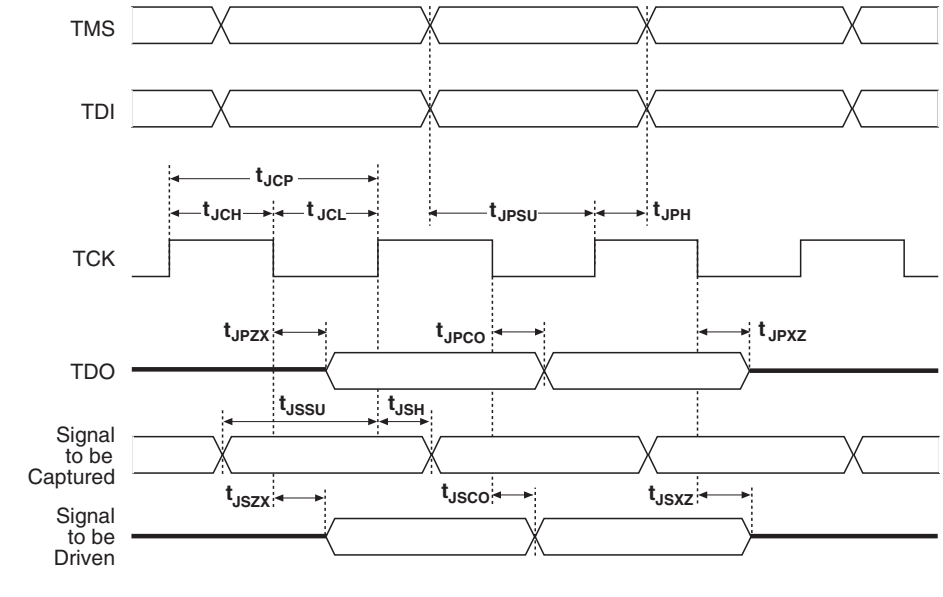 TMS
TDI
tJCP
tJCH
tJCL
tJPSU
tJPH
TCK
tJPZX
tJPCO
tJPXZ
TDO
tJSSU
tJSH
Signal
to be
Captured
tJSZX
tJSCO
tJSXZ
Signal
to be
Driven